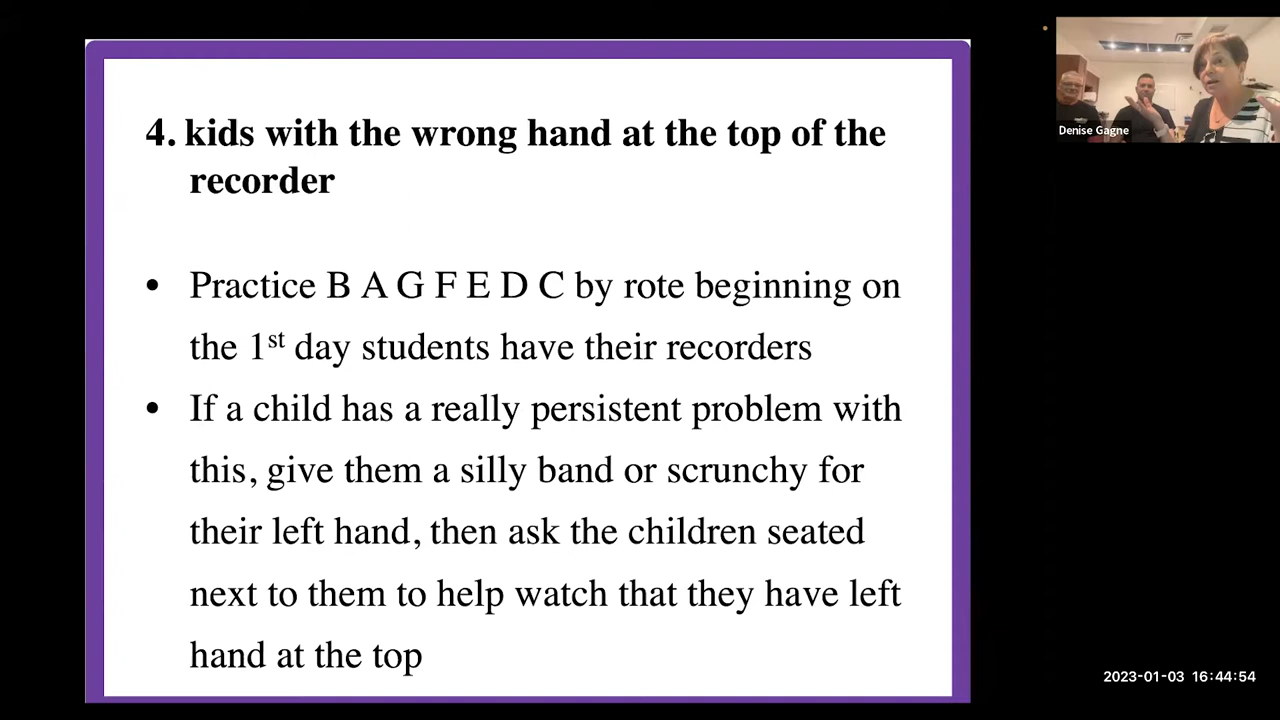 4. kids with the wrong hand at the top of the
recorder
• Practice B A G F E D C by rote beginning on
the 1st day students have their recorders
• If a child has a really persistent problem with
this, give them a silly band or scrunchy for
their left hand, then ask the children seated
next to them to help watch that they have left
hand at the top
Denise Gagne
2023-01-03 16:44:54